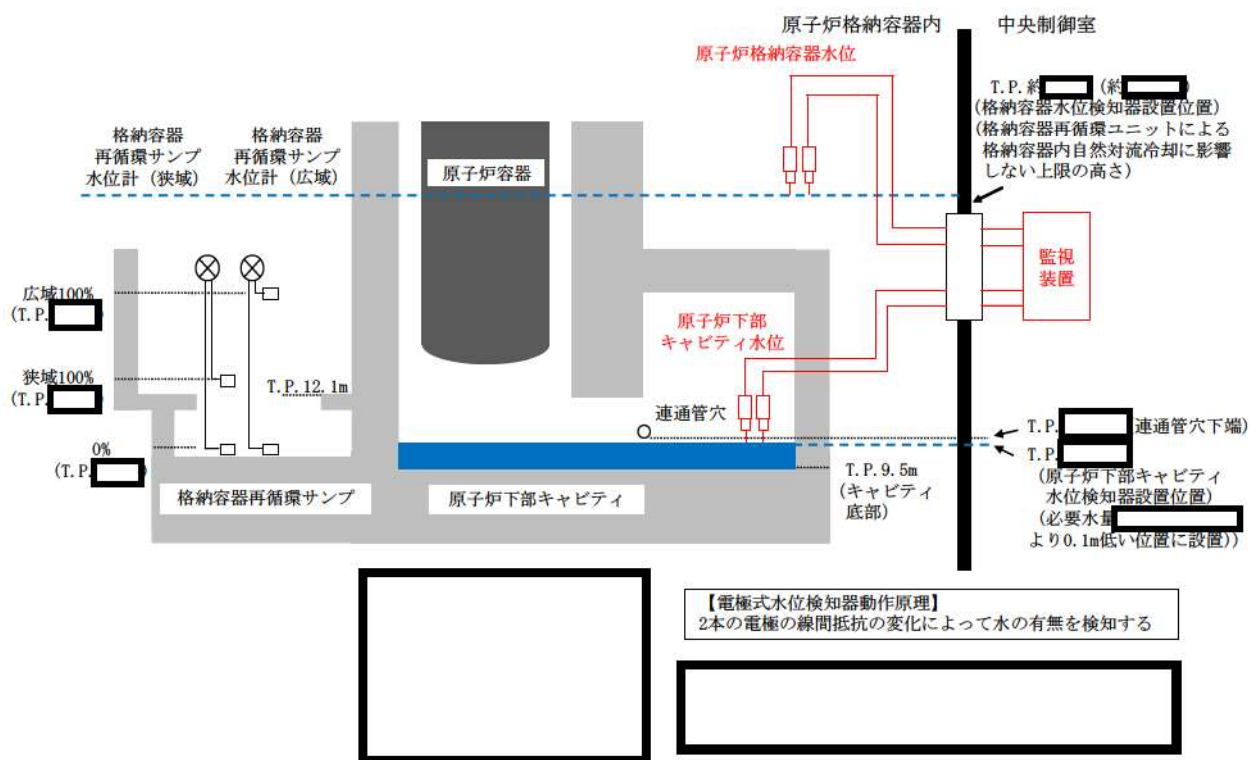 原子炉格納容器内
中央制御室
原子炉格納容器水位
T.P.約 (約 )
(格納容器水位検知器設置位置)
(格納容器再循環ユニットによる
格納容器内自然対流冷却に影響
しない上限の高さ)
格納容器
再循環サンプ
水位計（狭域）
格納容器
再循環サンプ
水位計（広域）
原子炉容器
監視
装置
広域100%
(T.P. )
原子炉下部
キャビティ水位
狭域100%
(T.P. )
T.P.12.1m
連通管穴
T.P. 連通管穴下端)
T.P.
(原子炉下部キャビティ
水位検知器設置位置)
(必要水量
より0.1m低い位置に設置))
0%
(T.P. )
T.P.9.5m
(キャビティ
底部)
格納容器再循環サンプ
原子炉下部キャビティ
【電極式水位検知器動作原理】
2本の電極の線間抵抗の変化によって水の有無を検知する